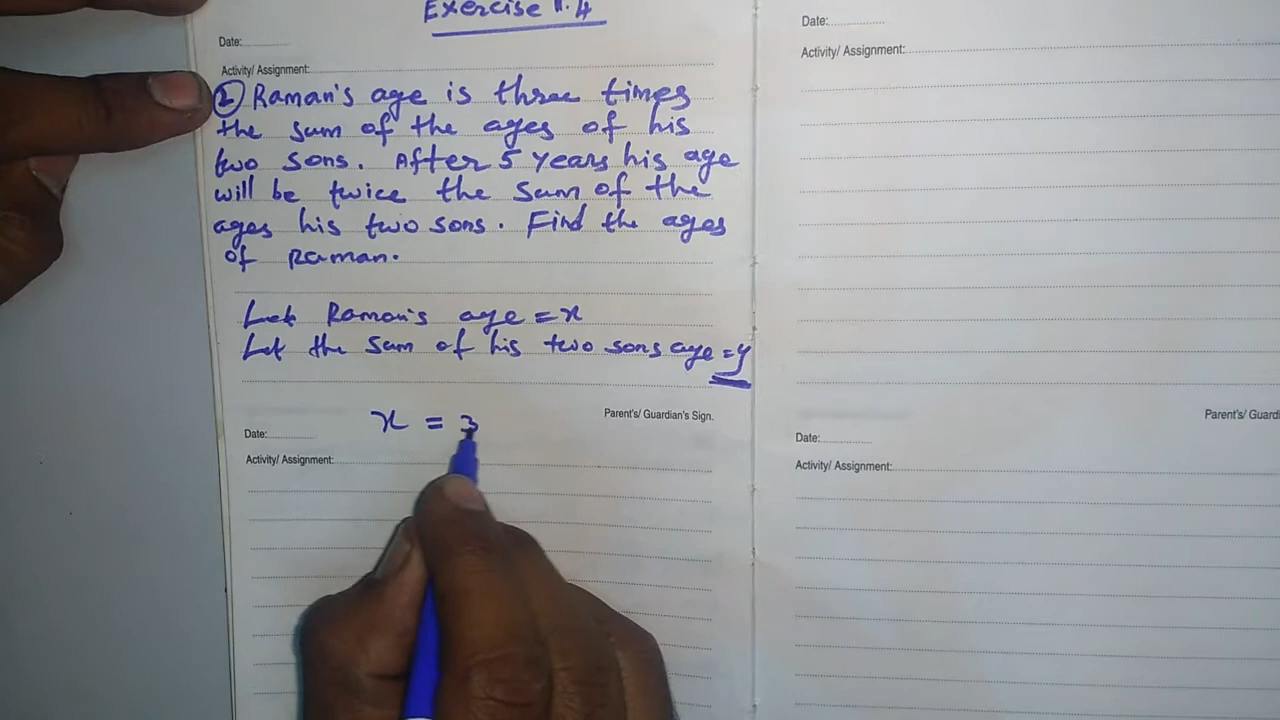 Exercise 11.4
Date:
Activity/ Assignment:
2 Raman's age is three times
the sum of the ages of his
two sons. After 5 years his age
will be twice the sum of the
ages his two sons. Find the ages
of Raman.
Let Raman's age = x
Let the sum of his two sons age = y
x = 3
Parent's/ Guardian's Sign.
Date:
Activity/ Assignment:
Date:
Activity/ Assignment:
Parent's/ Guardi
Date:
Activity/ Assignment: